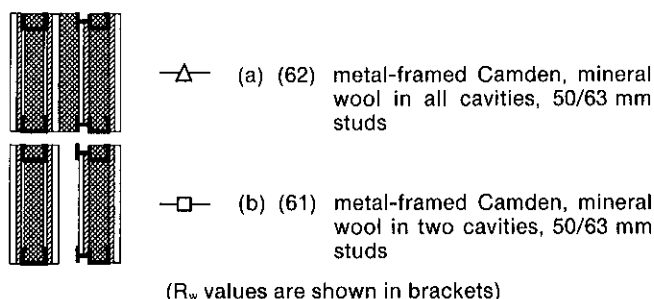 (a) (62) metal-framed Camden, mineral
wool in all cavities, 50/63 mm
studs
(b) (61) metal-framed Camden, mineral
wool in two cavities, 50/63 mm
studs
(Rw values are shown in brackets)